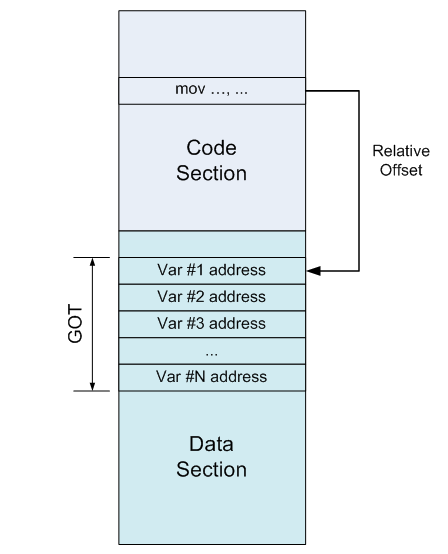 mov ..., ...
Code
Section
Relative
Offset
Var #1 address
Var #2 address
Var #3 address
...
Var #N address
GOT
Data
Section